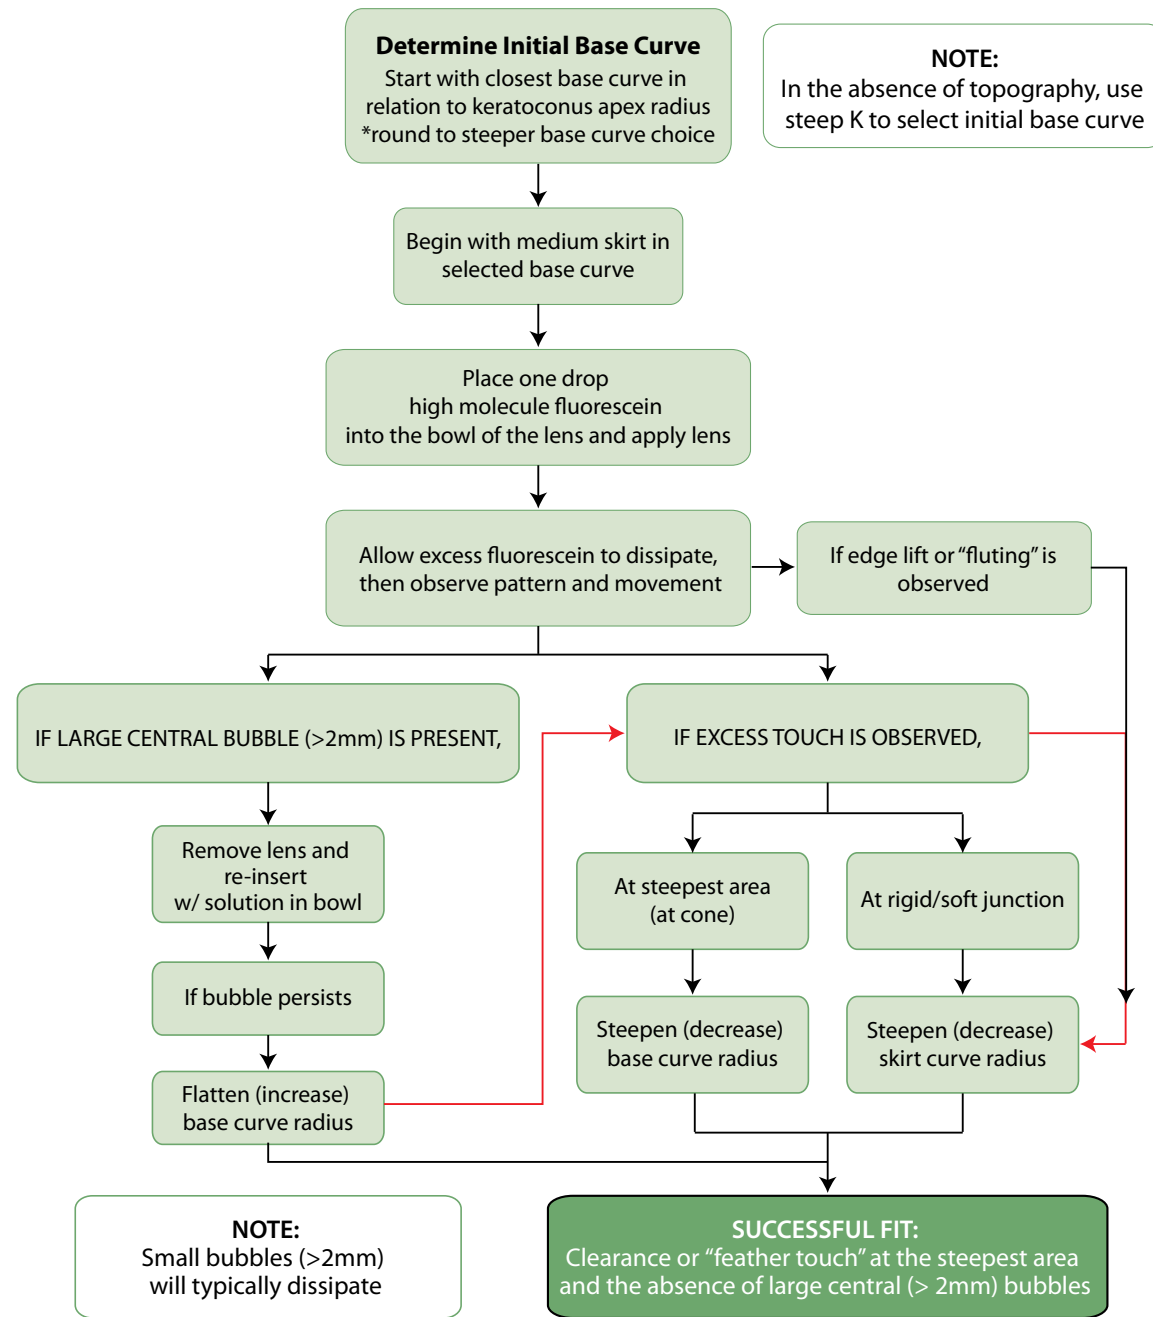 Determine Initial Base Curve
Start with closest base curve in
relation to keratoconus apex radius
*round to steeper base curve choice
NOTE:
In the absence of topography, use
steep K to select initial base curve
Begin with medium skirt in
selected base curve
Place one drop
high molecule fluorescein
into the bowl of the lens and apply lens
Allow excess fluorescein to dissipate,
then observe pattern and movement
If edge lift or “fluting” is
observed
IF LARGE CENTRAL BUBBLE (>2mm) IS PRESENT,
IF EXCESS TOUCH IS OBSERVED,
Remove lens and
re-insert
w/ solution in bowl
At steepest area
(at cone)
At rigid/soft junction
If bubble persists
Steepen (decrease)
base curve radius
Steepen (decrease)
skirt curve radius
Flatten (increase)
base curve radius
NOTE:
Small bubbles (>2mm)
will typically dissipate
SUCCESSFUL FIT:
Clearance or “feather touch” at the steepest area
and the absence of large central (> 2mm) bubbles